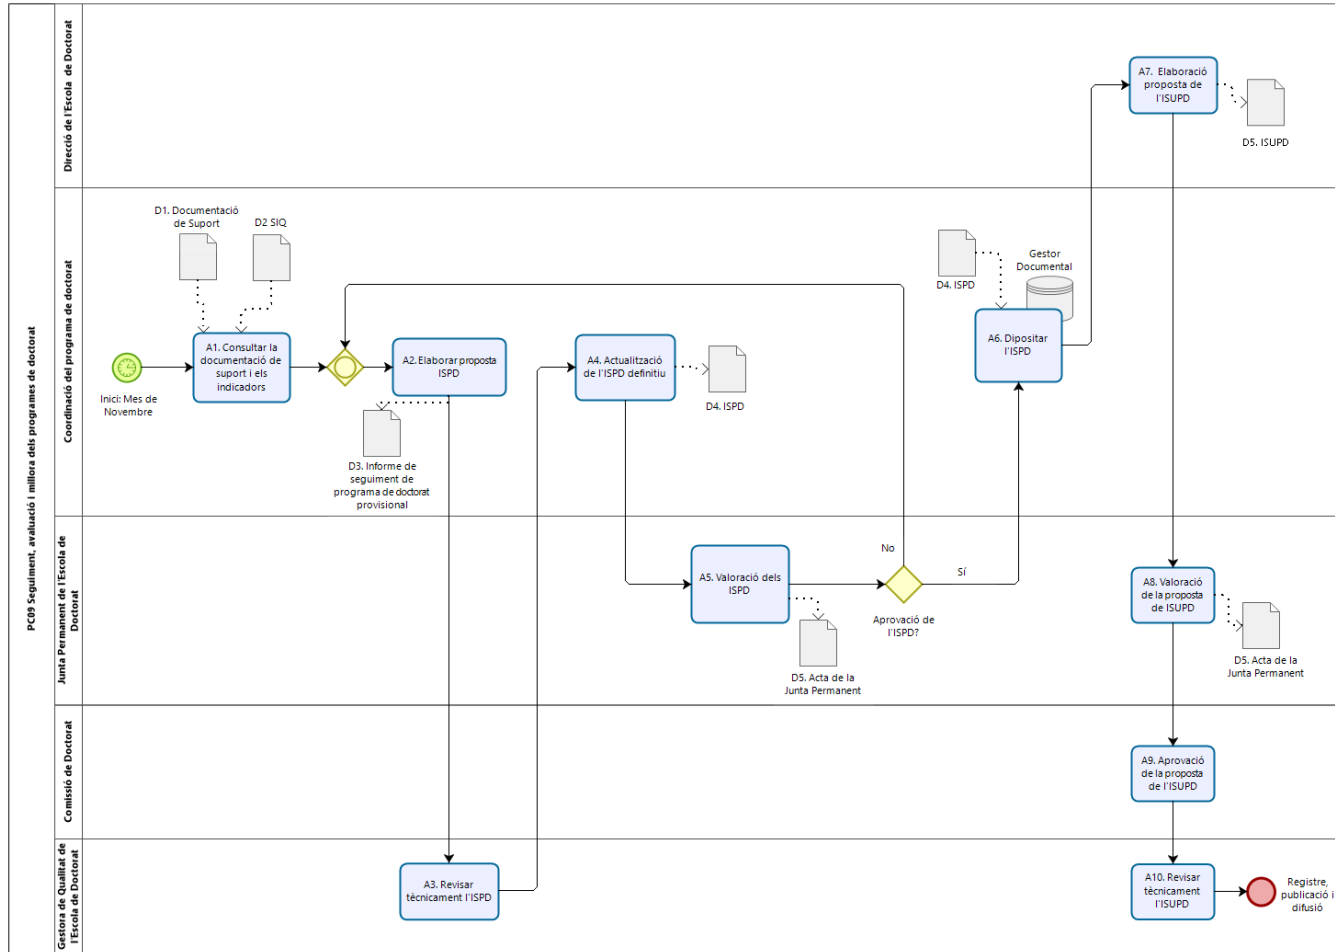 PC09 Seguiment, avaluació i millora dels programes de doctorat
Direcció de l'Escola de Doctorat
A7. Elaboració
proposta de
l'ISUPD
D5. ISUPD
Coordinació del programa de doctorat
D1. Documentació
de Suport
D2 SIQ
Inici: Mes de
Novembre
A1. Consultar la
documentació de
suport i els
indicadors
A2. Elaborar proposta
ISPD
D3. Informe de
seguiment de
programa de doctorat
provisional
A4. Actualització
de l'ISPD definitiu
D4. ISPD
D4. ISPD
Gestor
Documental
A6. Dipositar
l'ISPD
Junta Permanent de l'Escola de
Doctorat
A5. Valoració dels
ISPD
D5. Acta de la
Junta Permanent
No
Sí
Aprovació de
l'ISPD?
A8. Valoració
de la proposta
de ISUPD
D5. Acta de la
Junta Permanent
Comissió de Doctorat
A9. Aprovació
de la proposta
de l'ISUPD
Gestora de Qualitat de
l'Escola de Doctorat
A3. Revisar
tècnicament l'ISPD
A10. Revisar
tècnicament
l'ISUPD
Registre,
publicació i
difusió